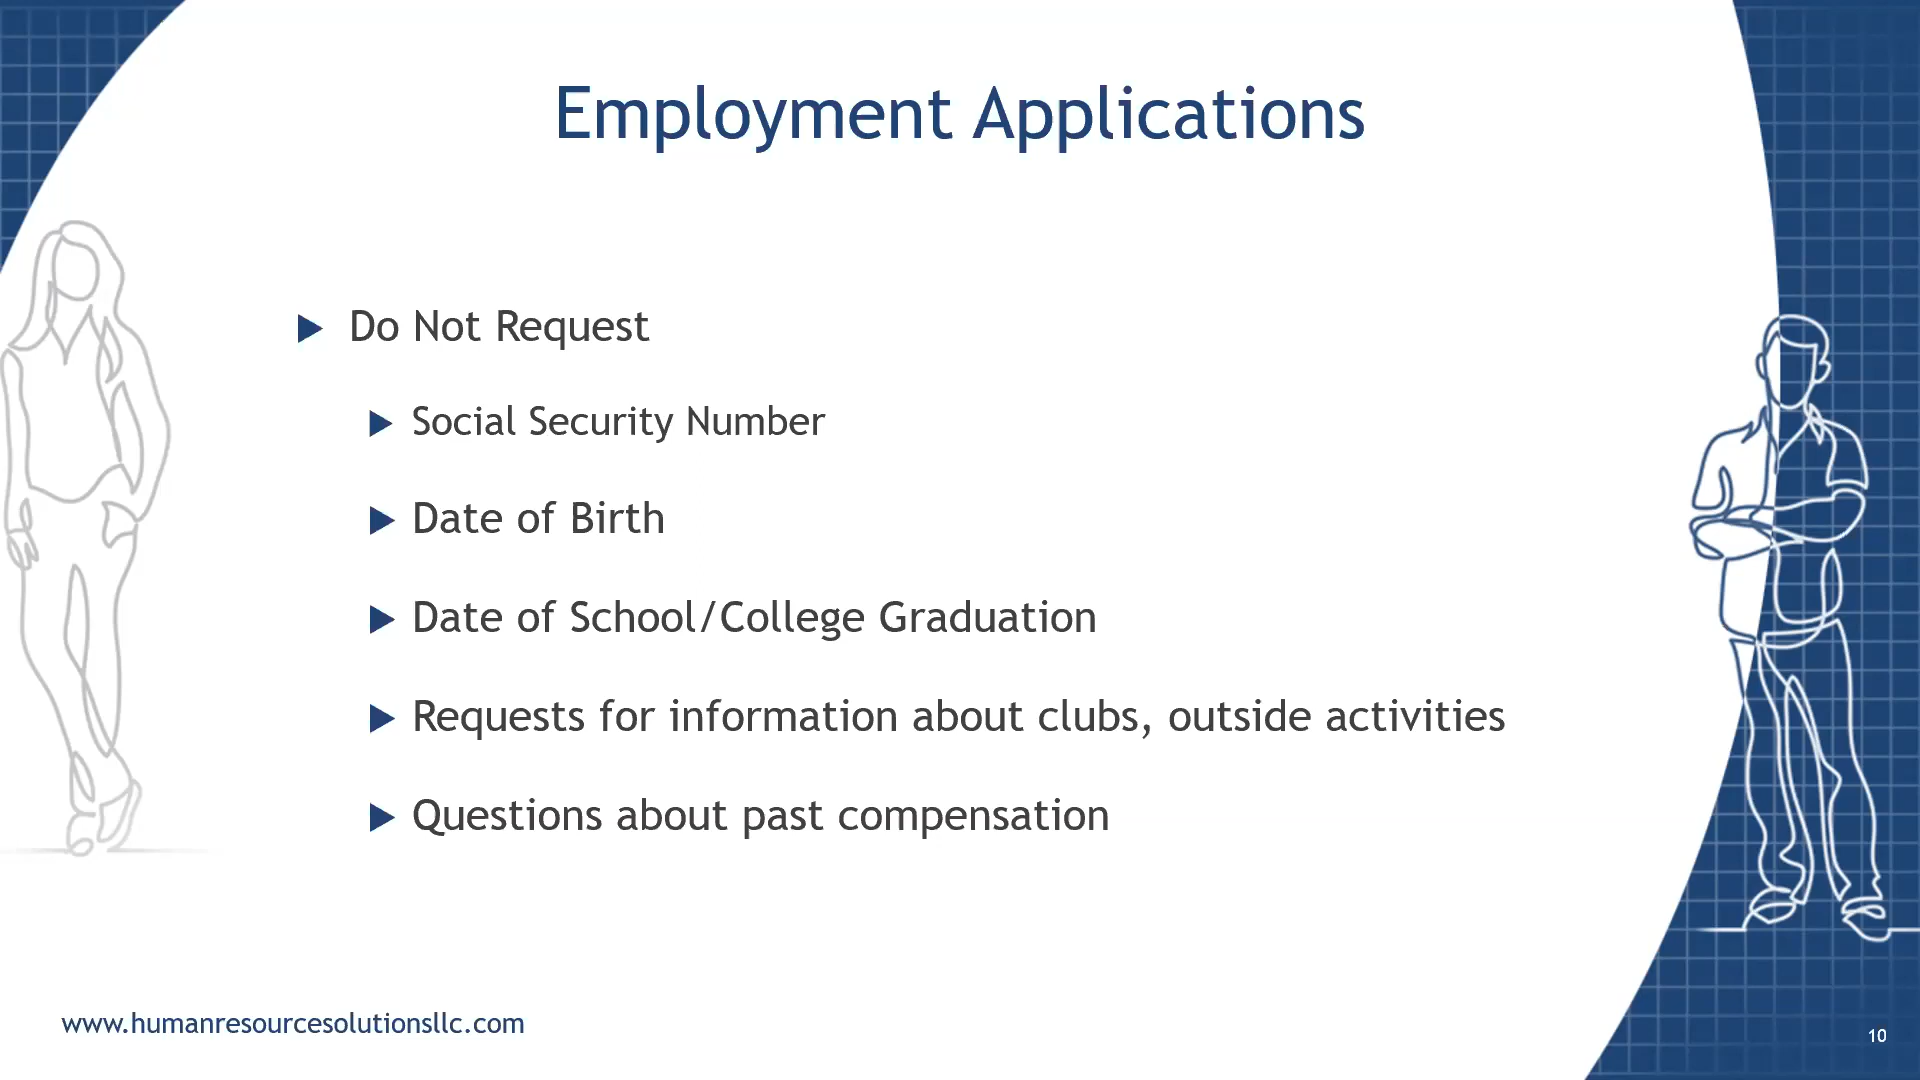 Employment Applications
Do Not Request
Social Security Number
Date of Birth
Date of School/College Graduation
Requests for information about clubs, outside activities
Questions about past compensation
www.humanresourcesolutionsllc.com
10